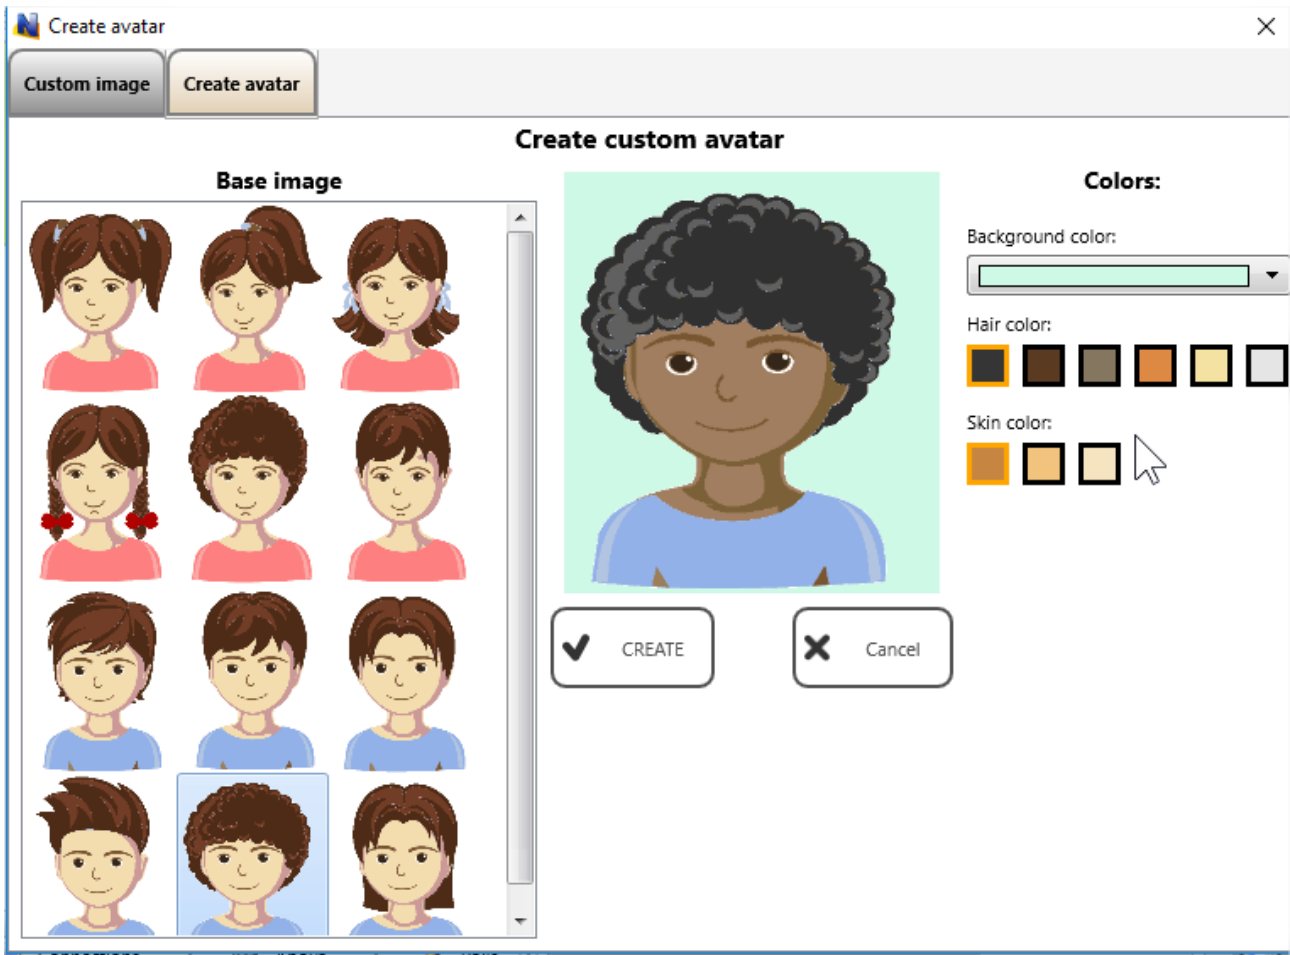 Create avatar
Custom image
Create avatar
Create custom avatar
Base image
Colors:
Background color:
Hair color:
Skin color:
CREATE
Cancel